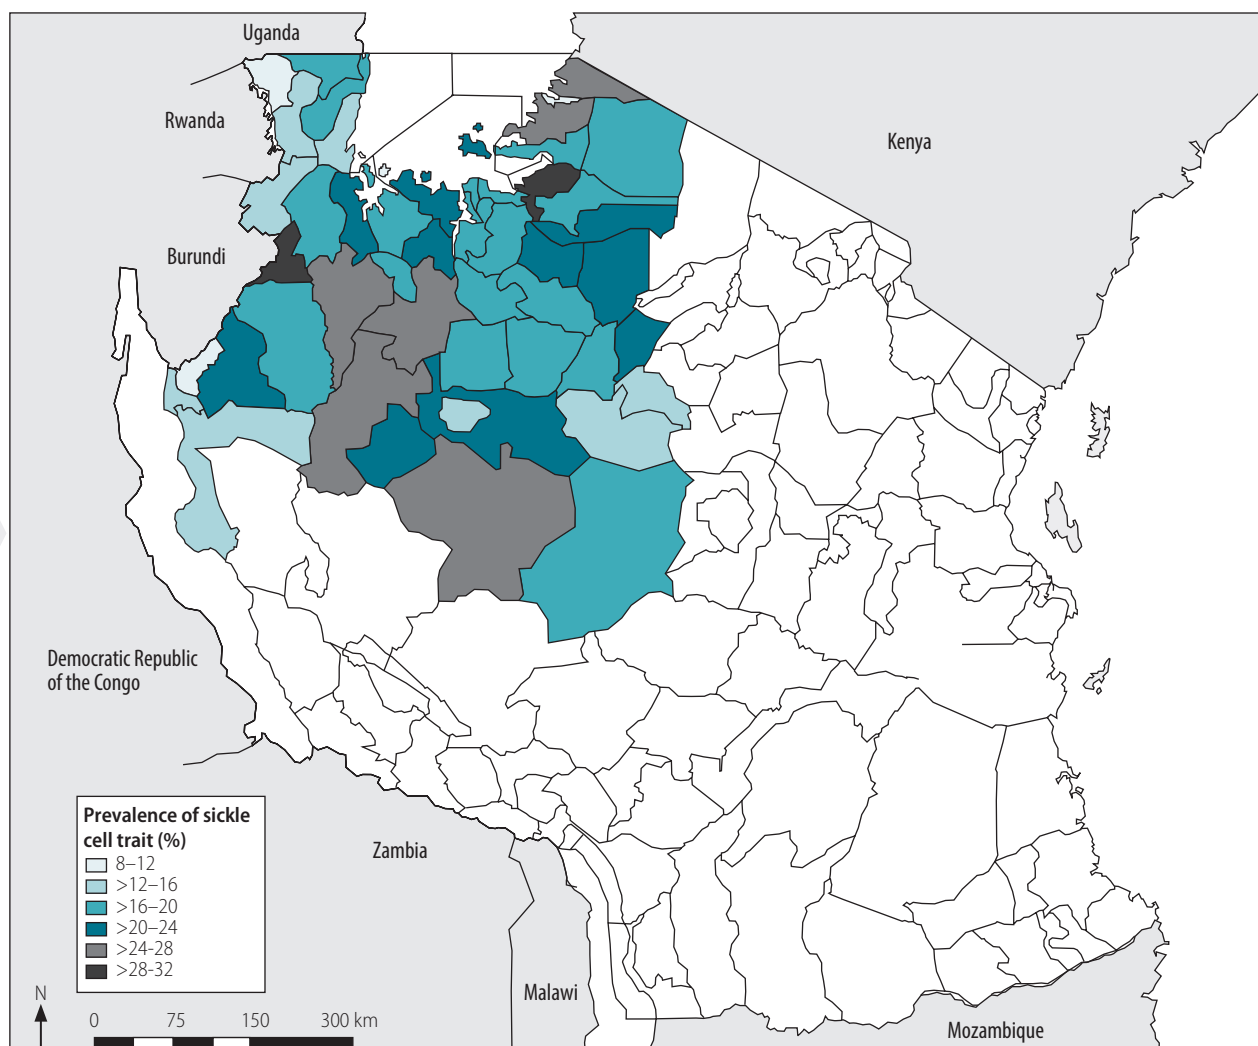 Uganda
Rwanda
Kenya
Burundi
Democratic Republic
of the Congo
Prevalence of sickle
cell trait (%)
8–12
>12–16
>16–20
>20–24
>24-28
>28-32
Zambia
Malawi
Mozambique
N
0 75 150 300 km